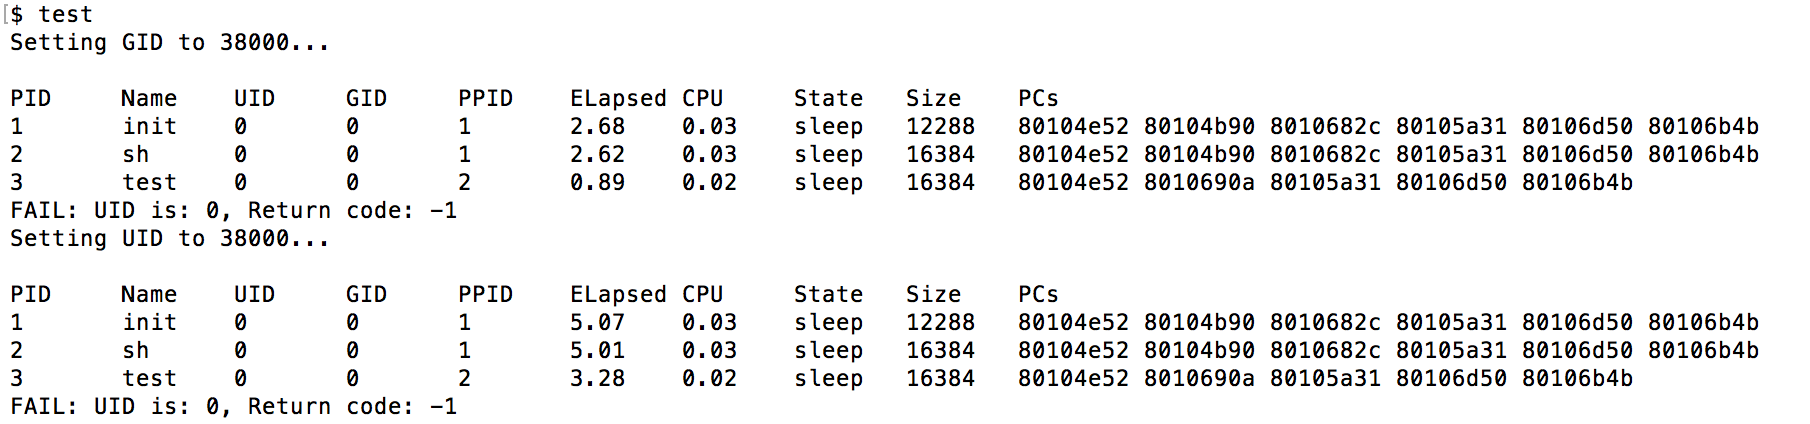 [$ test
Setting GID to 38000...
PID Name UID GID PPID ELapsed CPU State Size PCs
1 init 0 0 1 2.68 0.03 sleep 12288 80104e52 80104b90 8010682c 80105a31 80106d50 80106b4b
2 sh 0 0 1 2.62 0.03 sleep 16384 80104e52 80104b90 8010682c 80105a31 80106d50 80106b4b
3 test 0 0 2 0.89 0.02 sleep 16384 80104e52 8010690a 80105a31 80106d50 80106b4b
FAIL: UID is: 0, Return code: -1
Setting UID to 38000...
PID Name UID GID PPID ELapsed CPU State Size PCs
1 init 0 0 1 5.07 0.03 sleep 12288 80104e52 80104b90 8010682c 80105a31 80106d50 80106b4b
2 sh 0 0 1 5.01 0.03 sleep 16384 80104e52 80104b90 8010682c 80105a31 80106d50 80106b4b
3 test 0 0 2 3.28 0.02 sleep 16384 80104e52 8010690a 80105a31 80106d50 80106b4b
FAIL: UID is: 0, Return code: -1